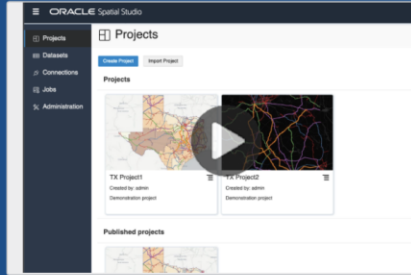 ORACLE Spatial Studio
Projects
Datasets
Connections
Jobs
Administration
Projects
Create Project
Import Project
Projects
TX Project1
Created by: admin
Demonstration project
TX Project2
Created by: admin
Demonstration project
Published projects